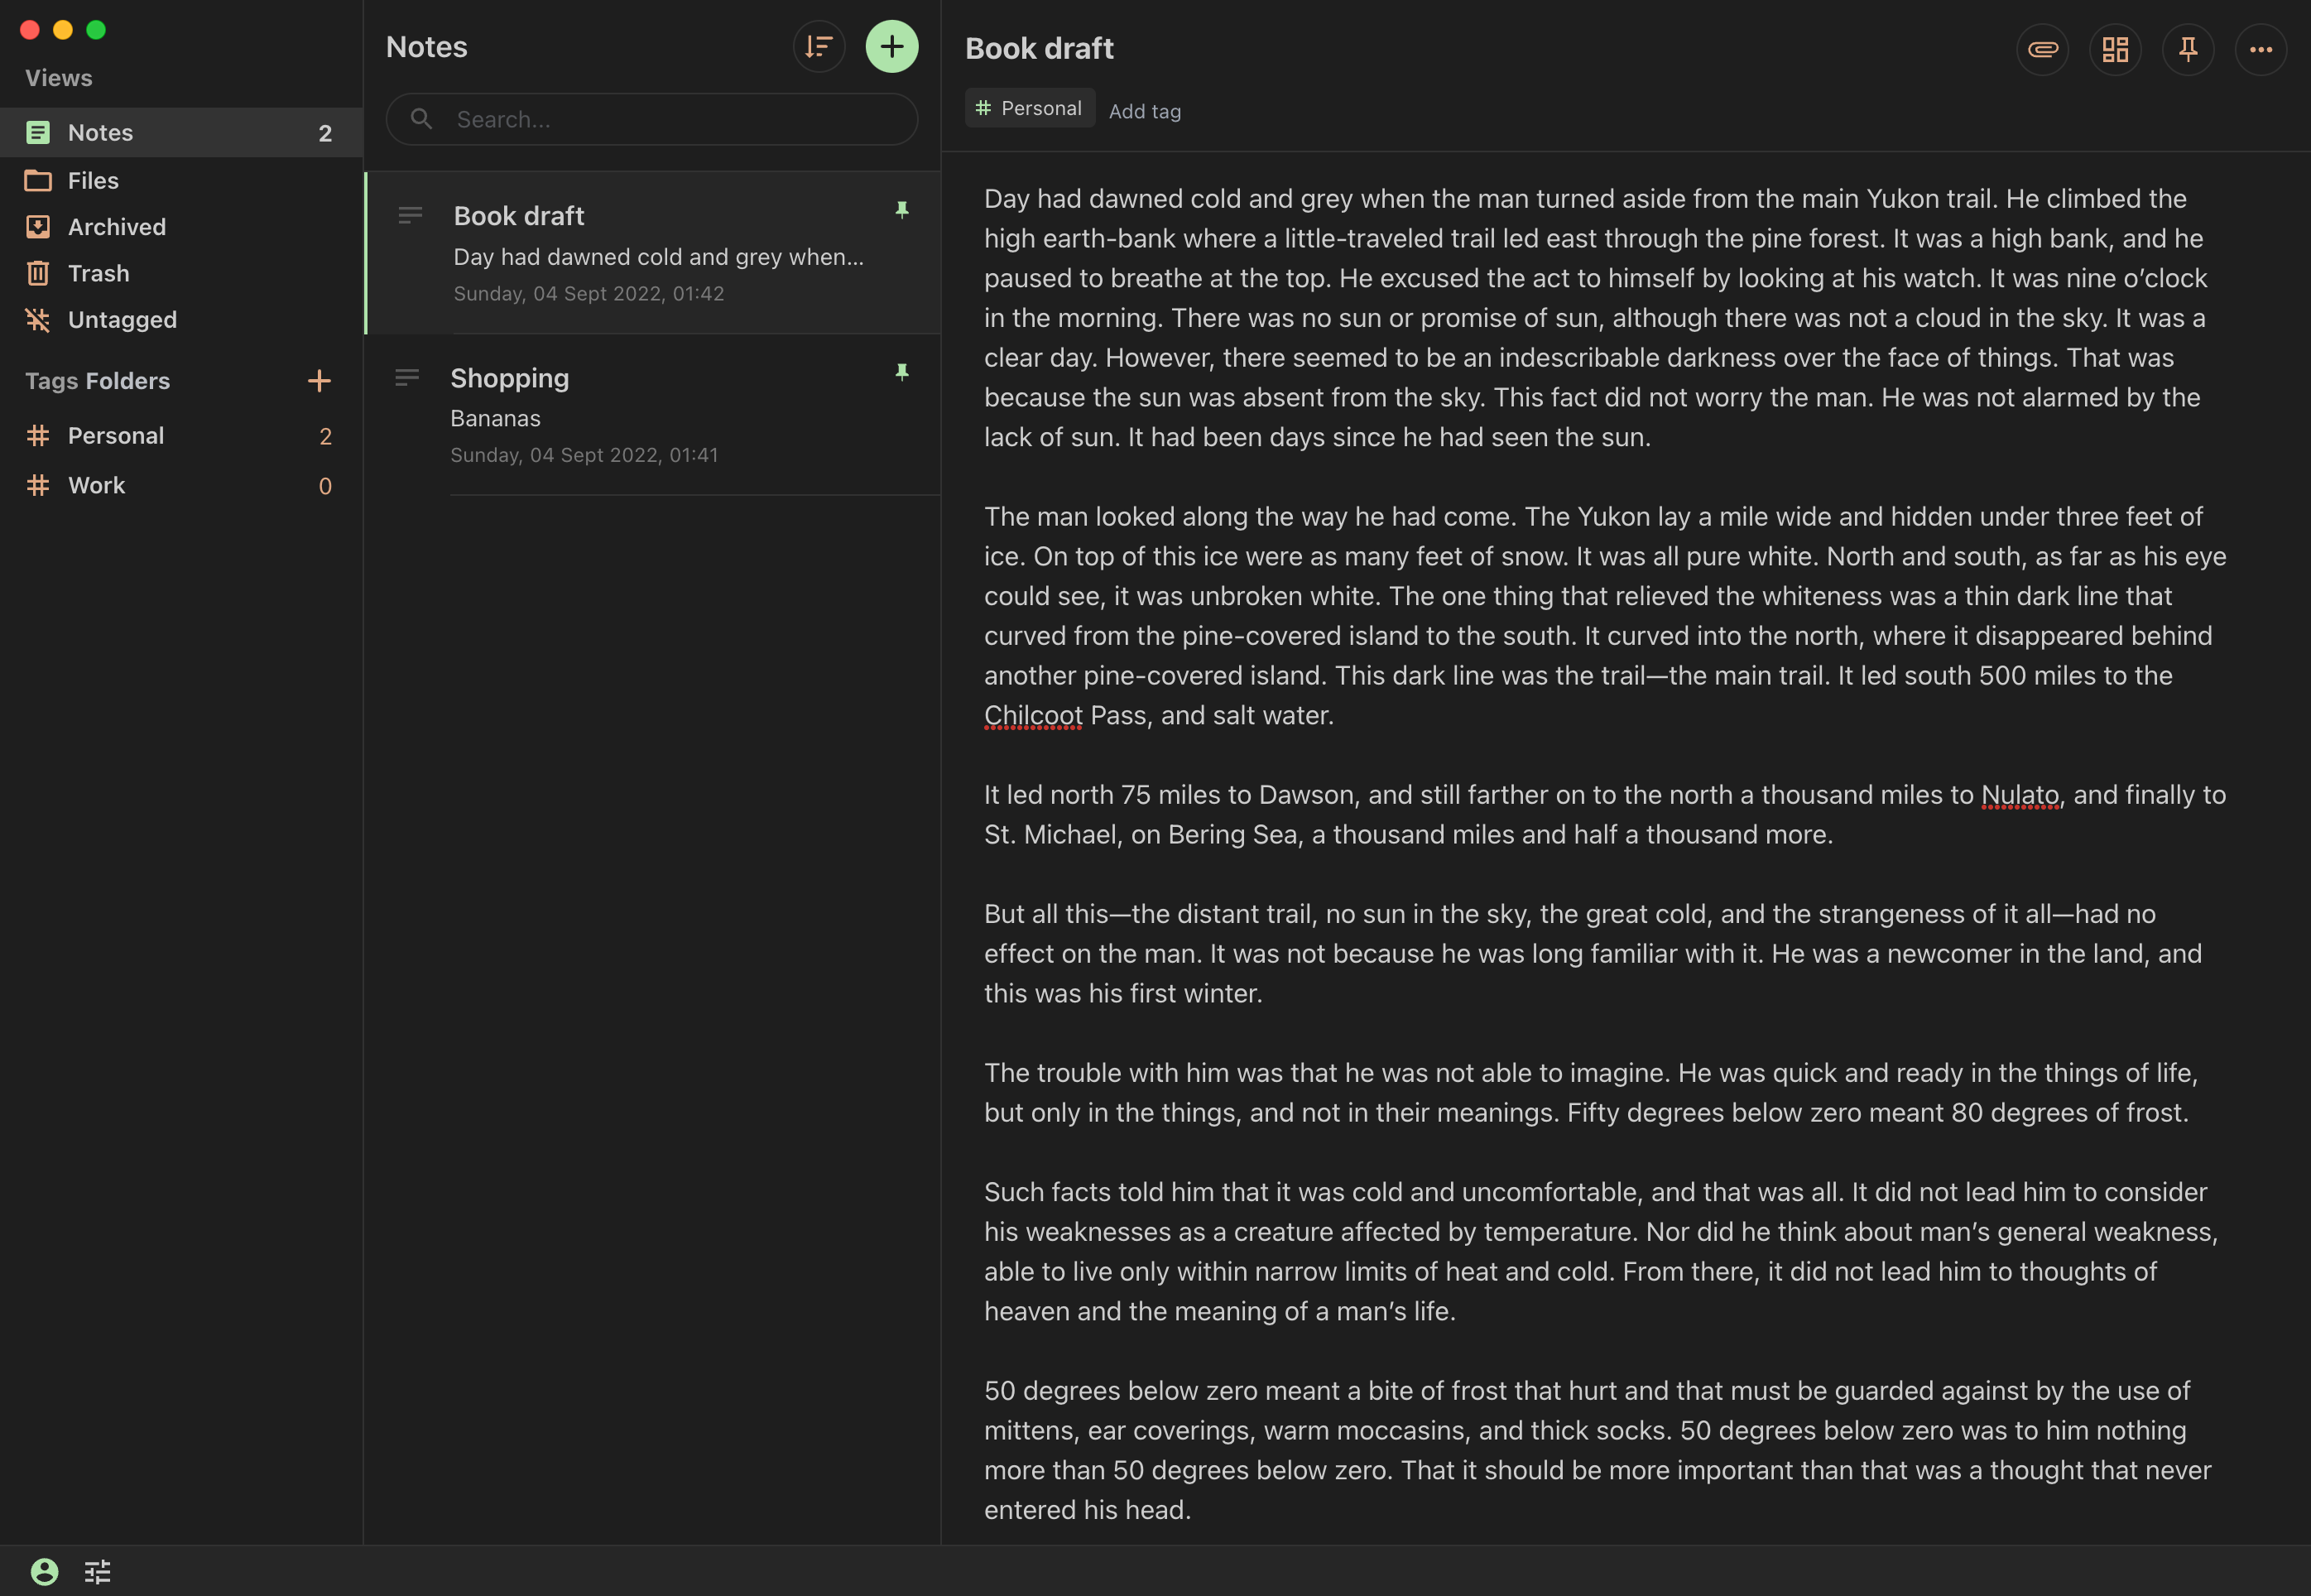 Views
Notes 2
Files
Archived
Trash
Untagged
Tags Folders
Personal 2
Work 0
Notes
Search...
Book draft
Day had dawned cold and grey when...
Sunday, 04 Sept 2022, 01:42
Shopping
Bananas
Sunday, 04 Sept 2022, 01:41
Book draft
# Personal Add tag
Day had dawned cold and grey when the man turned aside from the main Yukon trail. He climbed the
high earth-bank where a little-traveled trail led east through the pine forest. It was a high bank, and he
paused to breathe at the top. He excused the act to himself by looking at his watch. It was nine o’clock
in the morning. There was no sun or promise of sun, although there was not a cloud in the sky. It was a
clear day. However, there seemed to be an indescribable darkness over the face of things. That was
because the sun was absent from the sky. This fact did not worry the man. He was not alarmed by the
lack of sun. It had been days since he had seen the sun.
The man looked along the way he had come. The Yukon lay a mile wide and hidden under three feet of
ice. On top of this ice were as many feet of snow. It was all pure white. North and south, as far as his eye
could see, it was unbroken white. The one thing that relieved the whiteness was a thin dark line that
curved from the pine-covered island to the south. It curved into the north, where it disappeared behind
another pine-covered island. This dark line was the trail—the main trail. It led south 500 miles to the
Chilcoot Pass, and salt water.
It led north 75 miles to Dawson, and still farther on to the north a thousand miles to Nulato, and finally to
St. Michael, on Bering Sea, a thousand miles and half a thousand more.
But all this—the distant trail, no sun in the sky, the great cold, and the strangeness of it all—had no
effect on the man. It was not because he was long familiar with it. He was a newcomer in the land, and
this was his first winter.
The trouble with him was that he was not able to imagine. He was quick and ready in the things of life,
but only in the things, and not in their meanings. Fifty degrees below zero meant 80 degrees of frost.
Such facts told him that it was cold and uncomfortable, and that was all. It did not lead him to consider
his weaknesses as a creature affected by temperature. Nor did he think about man’s general weakness,
able to live only within narrow limits of heat and cold. From there, it did not lead him to thoughts of
heaven and the meaning of a man’s life.
50 degrees below zero meant a bite of frost that hurt and that must be guarded against by the use of
mittens, ear coverings, warm moccasins, and thick socks. 50 degrees below zero was to him nothing
more than 50 degrees below zero. That it should be more important than that was a thought that never
entered his head.